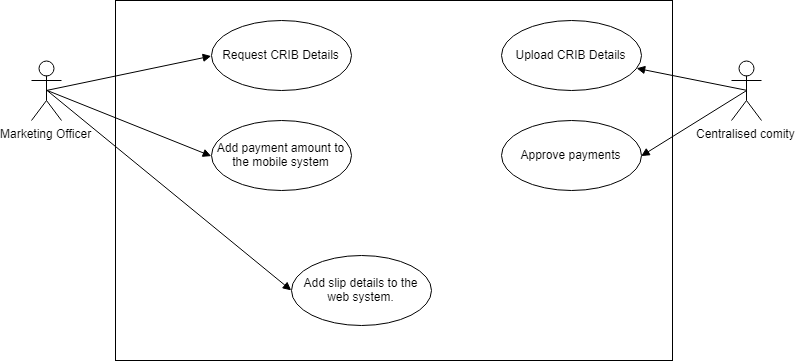 Request CRIB Details
Upload CRIB Details
Marketing Officer
Centralised comity
Add payment amount to
the mobile system
Approve payments
Add slip details to the
web system.